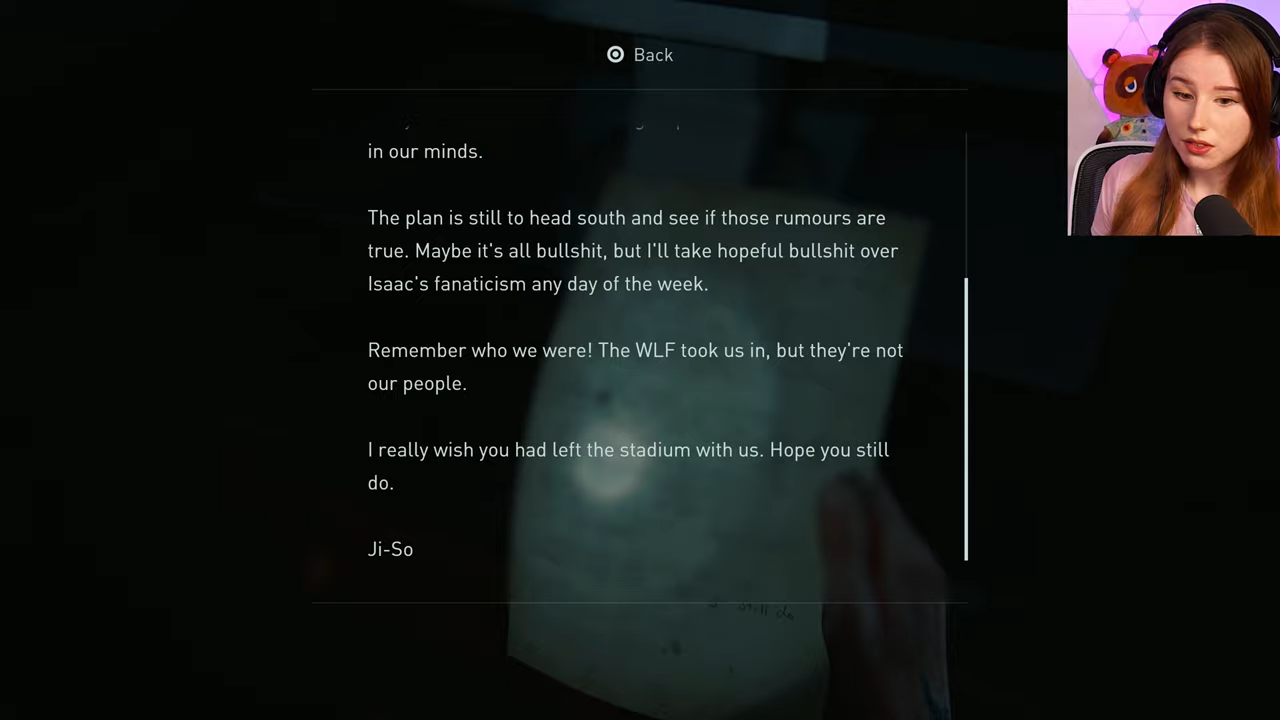 Back
in our minds.
The plan is still to head south and see if those rumours are
true. Maybe it's all bullshit, but I'll take hopeful bullshit over
Isaac's fanaticism any day of the week.
Remember who we were! The WLF took us in, but they're not
our people.
I really wish you had left the stadium with us. Hope you still
do.
Ji-So
still do